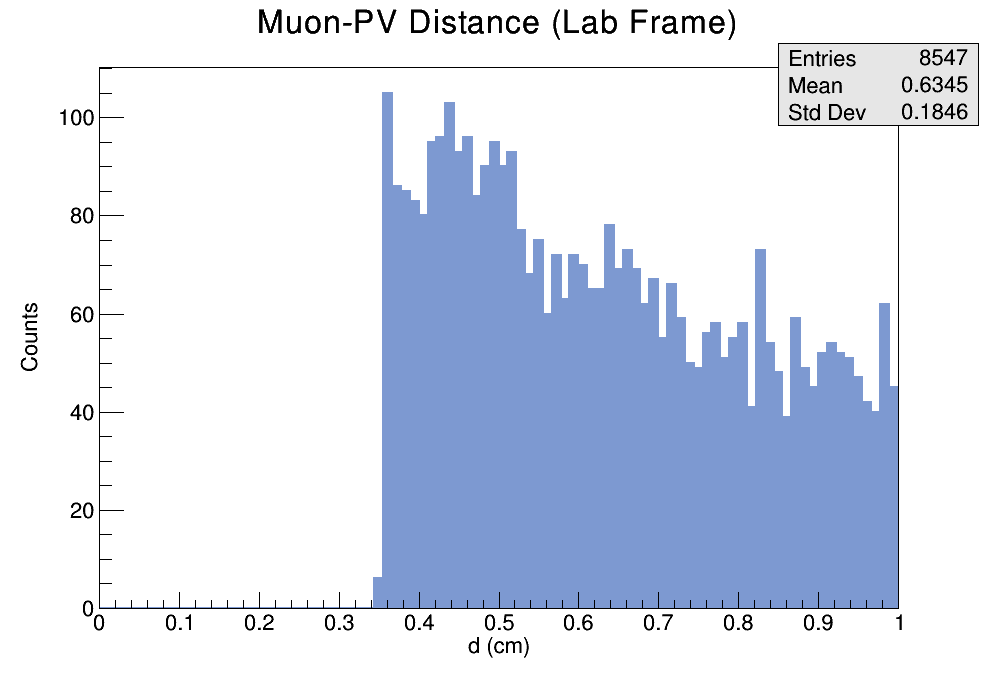 Muon-PV Distance (Lab Frame)
Entries 8547
Mean 0.6345
Std Dev 0.1846
100
80
60
40
20
0
Counts
0 0.1 0.2 0.3 0.4 0.5 0.6 0.7 0.8 0.9 1
d (cm)